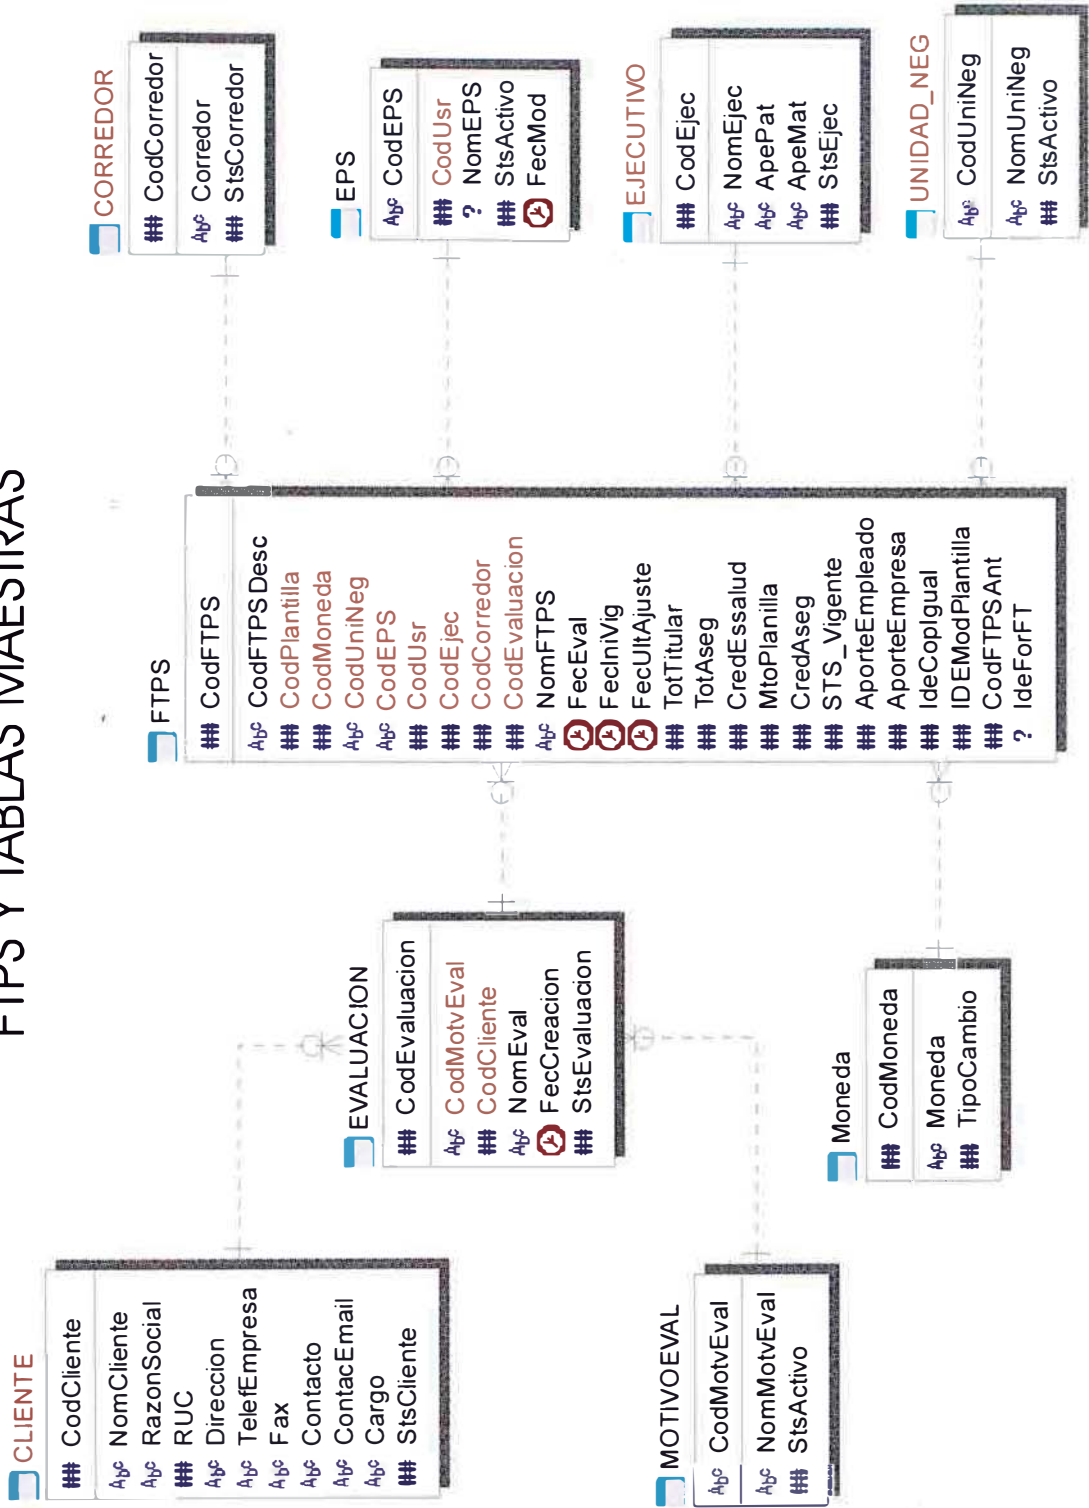 FTPS Y TABLAS MAESTRAS
CLIENTE
CodCliente
NomCliente
RazonSocial
RUC
Direccion
TelefEmpresa
Fax
Contacto
ContacEmail
Cargo
StsCliente
MOTIVOEVAL
CodMotvEval
NomMotvEval
StsActivo
EVALUACION
CodEvaluacion
CodMotvEval
CodCliente
NomEval
FecCreacion
StsEvaluacion
Moneda
CodMoneda
Moneda
TipoCambio
FTPS
CodFTPS
CodFTPSDesc
CodPlantilla
CodMoneda
CodUniNeg
CodEPS
CodUsr
CodEjec
CodCorredor
CodEvaluacion
NomFTPS
FecEval
FecIniVig
FecUltAjuste
TotTitular
TotAseg
CredEssalud
MtoPlanilla
CredAseg
STS_Vigente
AporteEmpleado
AporteEmpresa
IdeCopIgual
IDEModPlantilla
CodFTPSAnt
IdeForFT
CORREDOR
CodCorredor
Corredor
StsCorredor
EPS
CodEPS
CodUsr
NomEPS
StsActivo
FecMod
EJECUTIVO
CodEjec
NomEjec
ApePat
ApeMat
StsEjec
UNIDAD_NEG
CodUniNeg
NomUniNeg
StsActivo